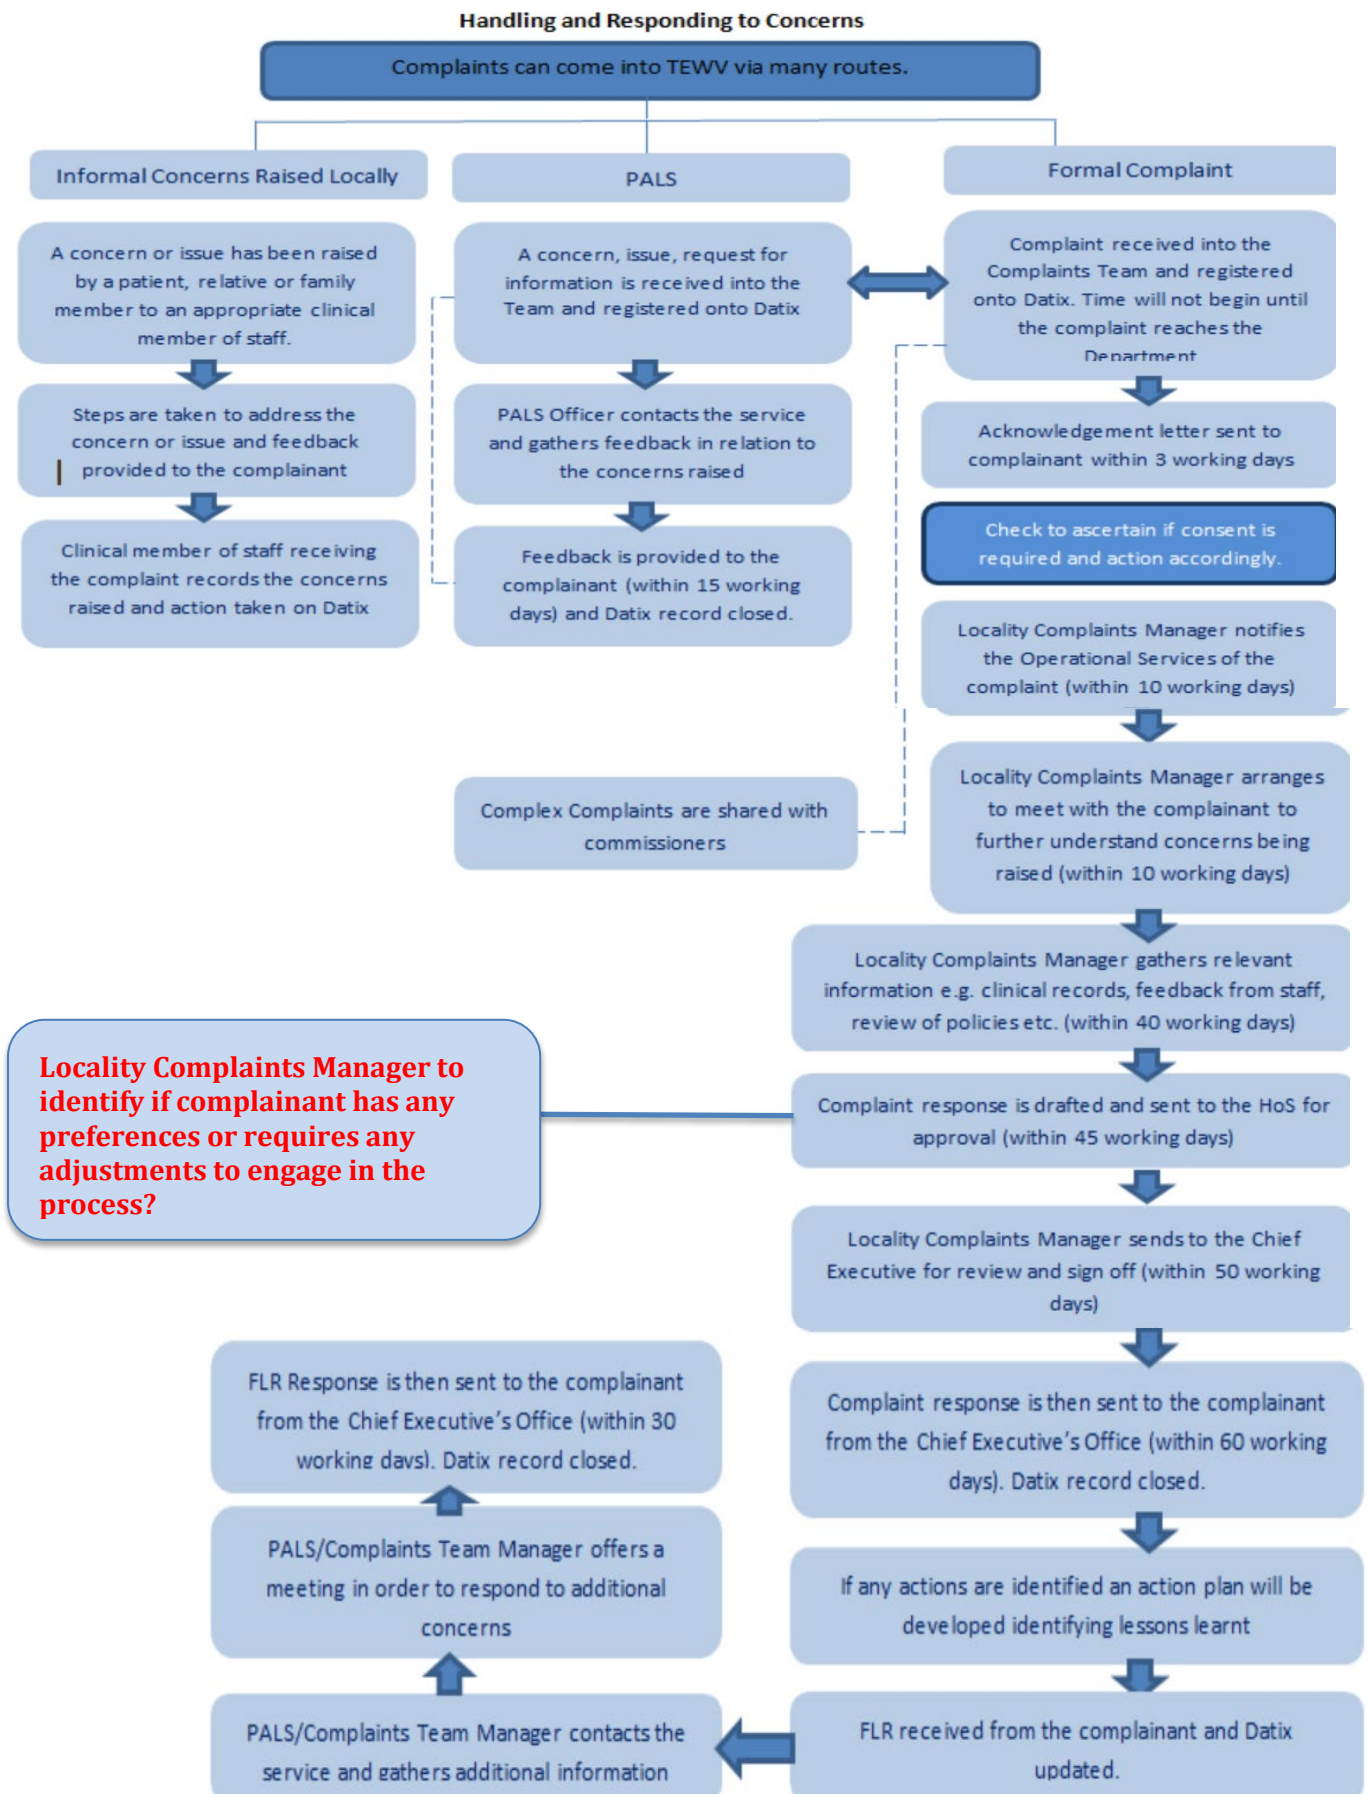 Handling and Responding to Concerns
Complaints can come into TEWV via many routes.
Informal Concerns Raised Locally
A concern or issue has been raised
by a patient, relative or family
member to an appropriate clinical
member of staff.
Steps are taken to address the
concern or issue and feedback
provided to the complainant
Clinical member of staff receiving
the complaint records the concerns
raised and action taken on Datix
PALS
A concern, issue, request for
information is received into the
Team and registered onto Datix
PALS Officer contacts the service
and gathers feedback in relation to
the concerns raised
Feedback is provided to the
complainant (within 15 working
days) and Datix record closed.
Complex Complaints are shared with
commissioners
Formal Complaint
Complaint received into the
Complaints Team and registered
onto Datix. Time will not begin until
the complaint reaches the
Department
Acknowledgement letter sent to
complainant within 3 working days
Check to ascertain if consent is
required and action accordingly.
Locality Complaints Manager notifies
the Operational Services of the
complaint (within 10 working days)
Locality Complaints Manager arranges
to meet with the complainant to
further understand concerns being
raised (within 10 working days)
Locality Complaints Manager gathers relevant
information e.g. clinical records, feedback from staff,
review of policies etc. (within 40 working days)
Locality Complaints Manager to
identify if complainant has any
preferences or requires any
adjustments to engage in the
process?
Complaint response is drafted and sent to the HoS for
approval (within 45 working days)
Locality Complaints Manager sends to the Chief
Executive for review and sign off (within 50 working
days)
Complaint response is then sent to the complainant
from the Chief Executive's Office (within 60 working
days). Datix record closed.
If any actions are identified an action plan will be
developed identifying lessons learnt
FLR received from the complainant and Datix
updated.
PALS/Complaints Team Manager contacts the
service and gathers additional information
PALS/Complaints Team Manager offers a
meeting in order to respond to additional
concerns
FLR Response is then sent to the complainant
from the Chief Executive's Office (within 30
working days). Datix record closed.